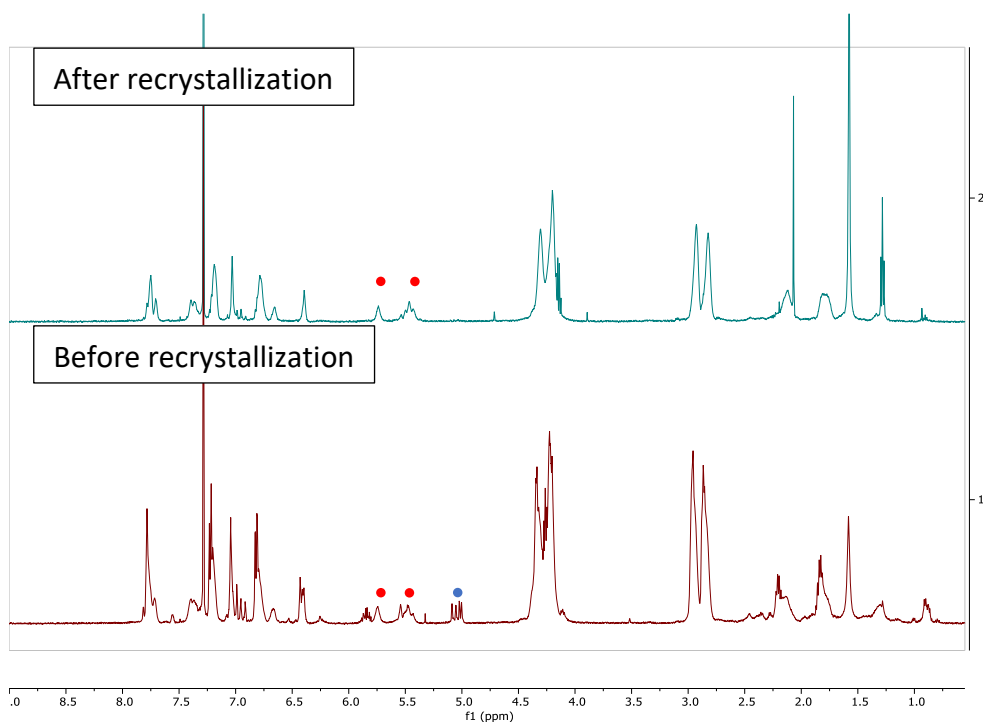 After recrystallization
2
Before recrystallization
1
.0 8.5 8.0 7.5 7.0 6.5 6.0 5.5 5.0 4.5 4.0 3.5 3.0 2.5 2.0 1.5 1.0
f1 (ppm)